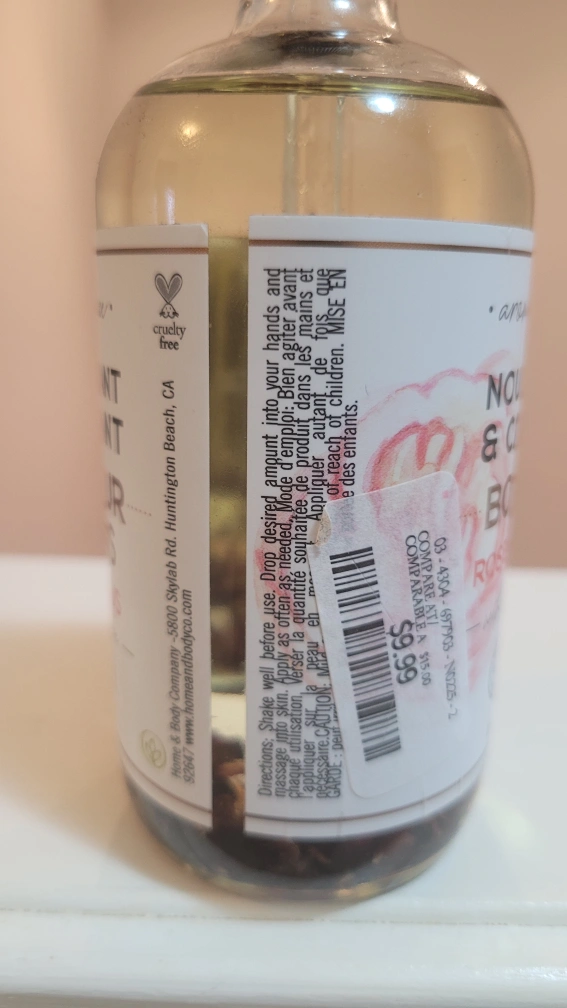 cruelty
free
Home & Body Company -5800 Skylab Rd. Huntington Beach, CA
92647 www.homeandbodyco.com
NT
NT
UR
Directions: Shake well before use. Drop desired amount into your hands and
massage into skin. Apply as often as needed. Mode d'emploi: Bien agiter avant
chaque utilisation. Verser la quantité souhaitée de produit dans les mains et
l'appliquer sur la peau en Appliquer autant de fois que
nécessaire.CAUTION: of reach of children. MISE EN
GARDE : peut des enfants.
03 - 430A - 497903 -
COMPARE AT/
COMPARABLE A $15.00
$9.99
NOU
&
BO
ROS